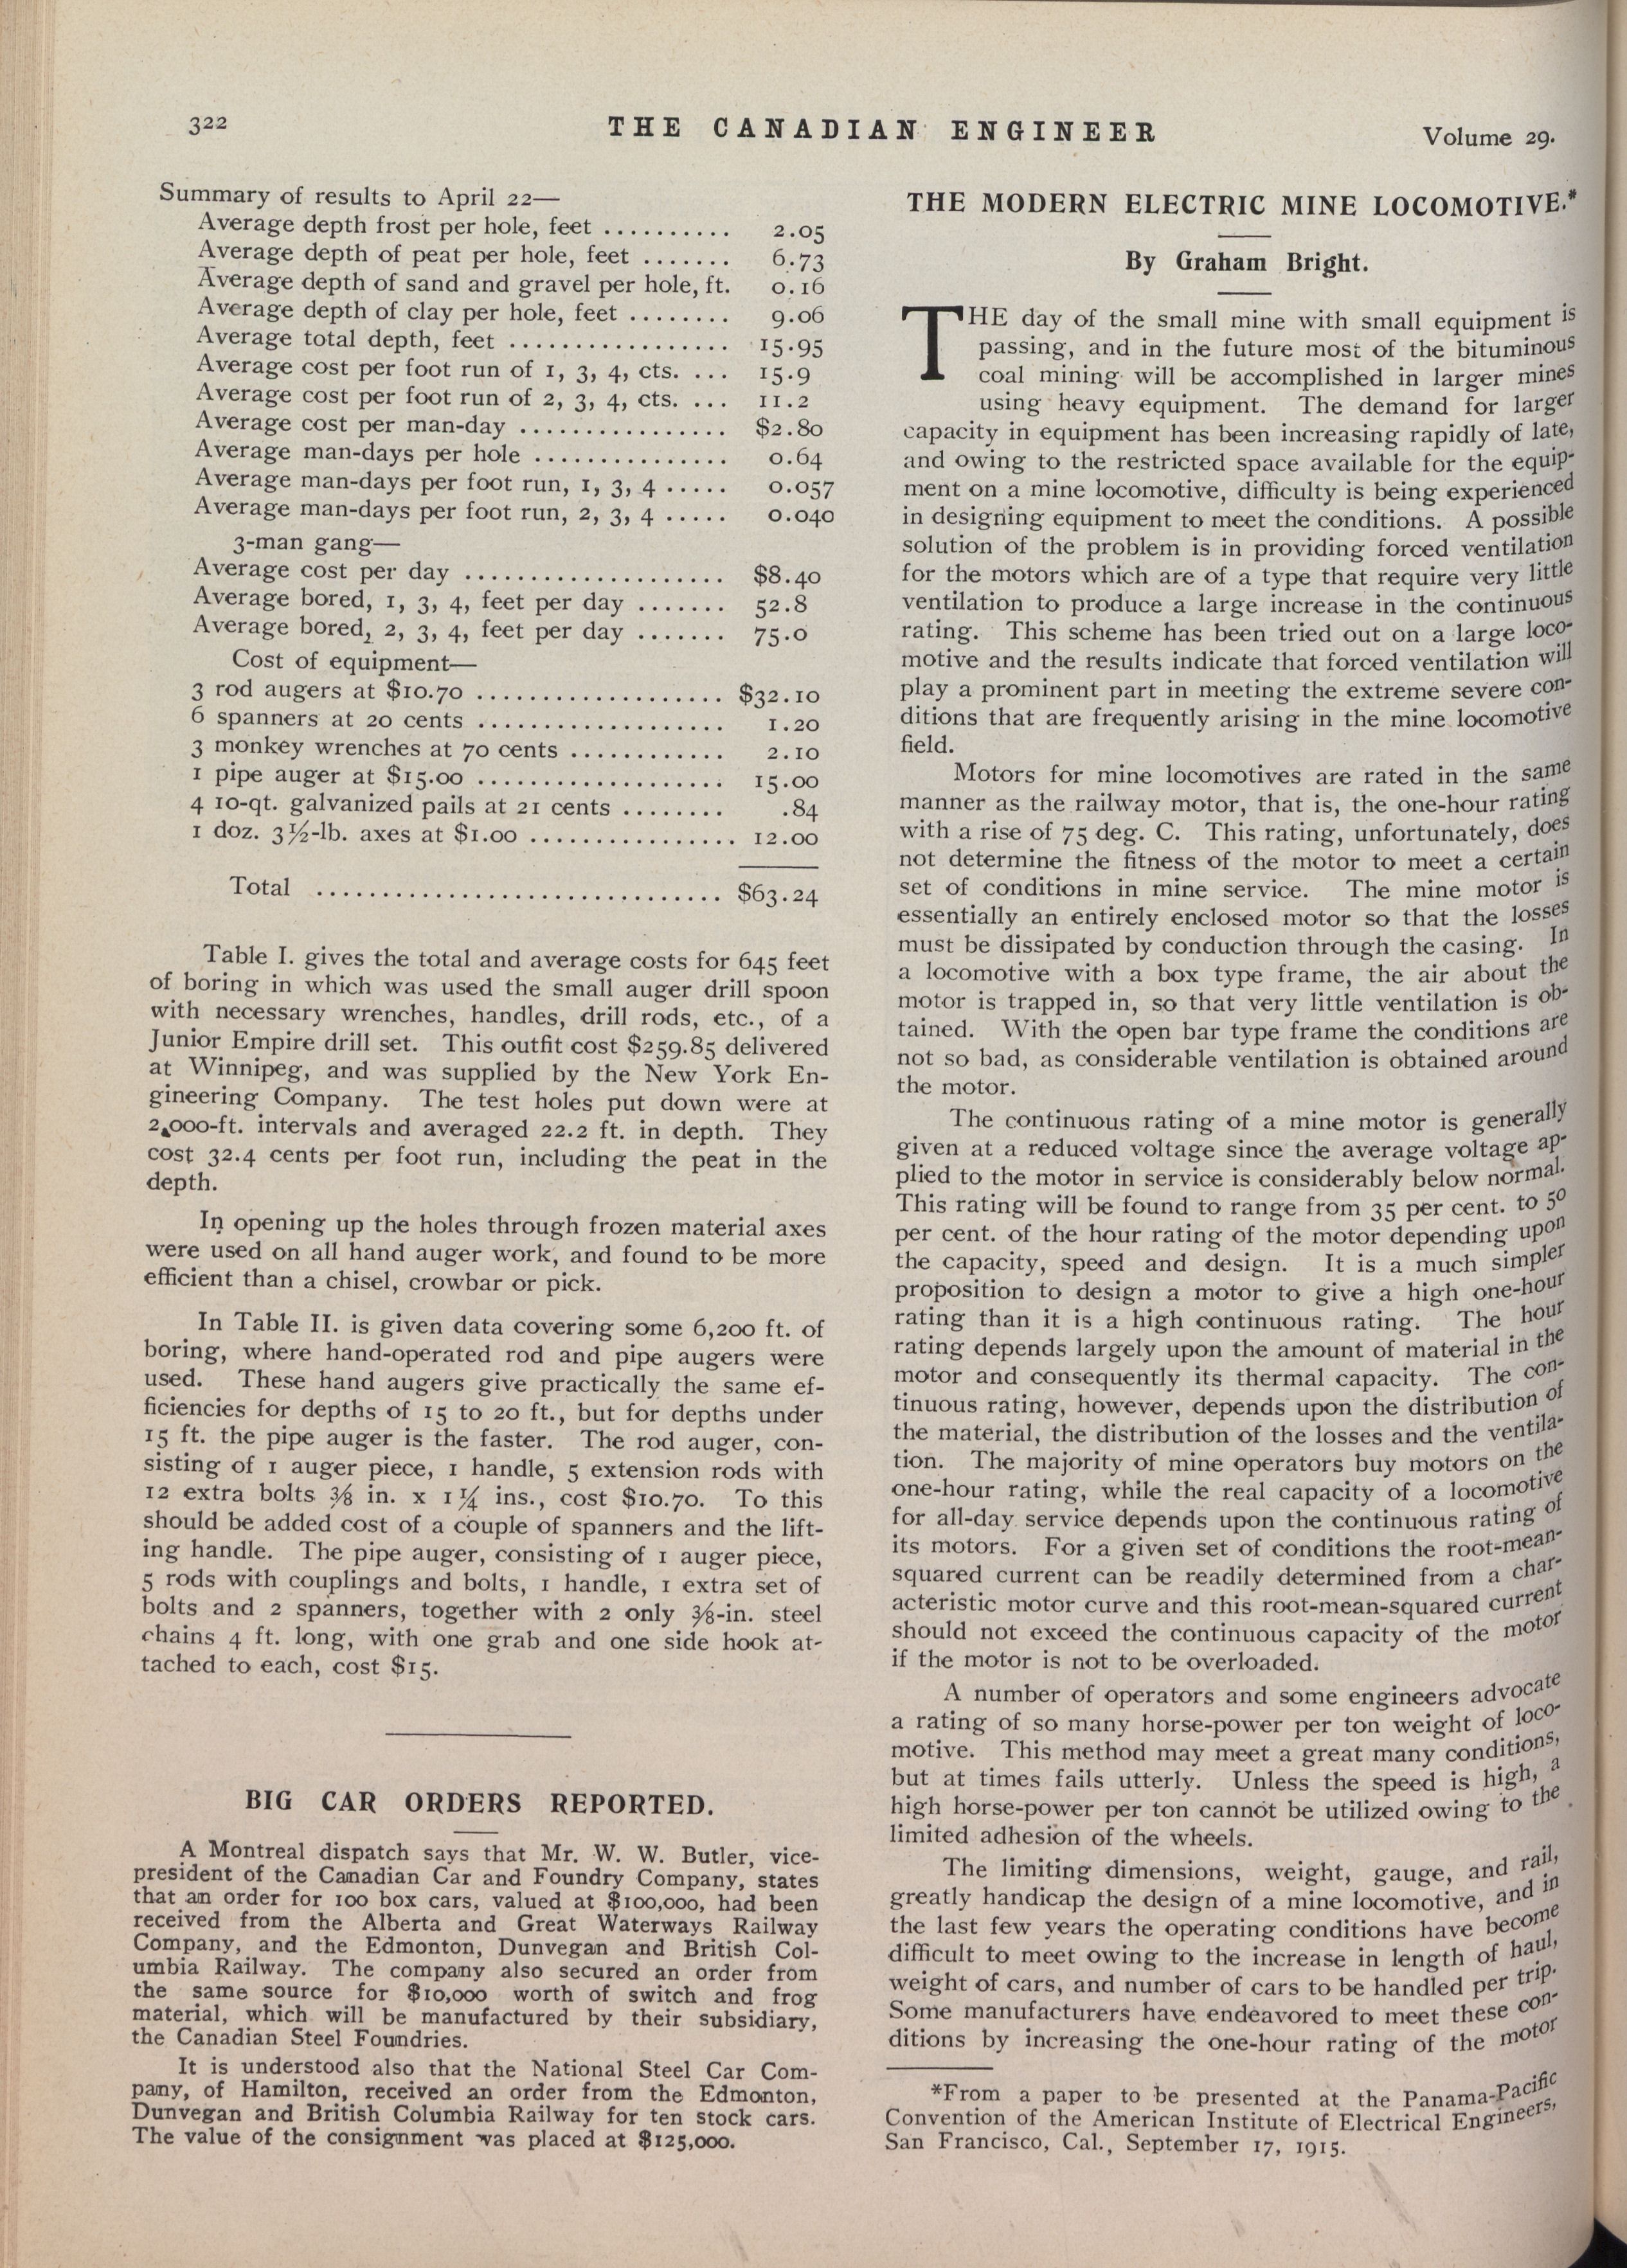 322
THE CANADIAN ENGINEER
Volume 29.
Summary of results to April 22—
Average depth frost per hole, feet .......... 2.05
Average depth of peat per hole, feet ....... 6.73
Average depth of sand and gravel per hole, ft. 0.16
Average depth of clay per hole, feet ........ 9.06
Average total depth, feet ................. 15.95
Average cost per foot run of 1, 3, 4, cts. ... 15.9
Average cost per foot run of 2, 3, 4, cts. ... 11.2
Average cost per man-day ................ $2.80
Average man-days per hole ............... 0.64
Average man-days per foot run, 1, 3, 4 ..... 0.057
Average man-days per foot run, 2, 3, 4 ..... 0.040
3-man gang—
Average cost per day .................... $8.40
Average bored, 1, 3, 4, feet per day ....... 52.8
Average bored, 2, 3, 4, feet per day ....... 75.0
Cost of equipment—
3 rod augers at $10.70 ................... $32.10
6 spanners at 20 cents ................... 1.20
3 monkey wrenches at 70 cents ............ 2.10
1 pipe auger at $15.00 ................... 15.00
4 10-qt. galvanized pails at 21 cents ........ .84
1 doz. 3½-lb. axes at $1.00 ................ 12.00
Total ............................... $63.24
Table I. gives the total and average costs for 645 feet
of boring in which was used the small auger drill spoon
with necessary wrenches, handles, drill rods, etc., of a
Junior Empire drill set. This outfit cost $259.85 delivered
at Winnipeg, and was supplied by the New York En-
gineering Company. The test holes put down were at
2,000-ft. intervals and averaged 22.2 ft. in depth. They
cost 32.4 cents per foot run, including the peat in the
depth.
In opening up the holes through frozen material axes
were used on all hand auger work, and found to be more
efficient than a chisel, crowbar or pick.
In Table II. is given data covering some 6,200 ft. of
boring, where hand-operated rod and pipe augers were
used. These hand augers give practically the same ef-
ficiencies for depths of 15 to 20 ft., but for depths under
15 ft. the pipe auger is the faster. The rod auger, con-
sisting of 1 auger piece, 1 handle, 5 extension rods with
12 extra bolts ⅜ in. x 1¼ ins., cost $10.70. To this
should be added cost of a couple of spanners and the lift-
ing handle. The pipe auger, consisting of 1 auger piece,
5 rods with couplings and bolts, 1 handle, 1 extra set of
bolts and 2 spanners, together with 2 only ⅜-in. steel
chains 4 ft. long, with one grab and one side hook at-
tached to each, cost $15.
BIG CAR ORDERS REPORTED.
A Montreal dispatch says that Mr. W. W. Butler, vice-
president of the Canadian Car and Foundry Company, states
that an order for 100 box cars, valued at $100,000, had been
received from the Alberta and Great Waterways Railway
Company, and the Edmonton, Dunvegan and British Col-
umbia Railway. The company also secured an order from
the same source for $10,000 worth of switch and frog
material, which will be manufactured by their subsidiary,
the Canadian Steel Foundries.
It is understood also that the National Steel Car Com-
pany, of Hamilton, received an order from the Edmonton,
Dunvegan and British Columbia Railway for ten stock cars.
The value of the consignment was placed at $125,000.
THE MODERN ELECTRIC MINE LOCOMOTIVE.*
By Graham Bright.
THE day of the small mine with small equipment is
passing, and in the future most of the bituminous
coal mining will be accomplished in larger mines
using heavy equipment. The demand for larger
capacity in equipment has been increasing rapidly of late,
and owing to the restricted space available for the equip-
ment on a mine locomotive, difficulty is being experienced
in designing equipment to meet the conditions. A possible
solution of the problem is in providing forced ventilation
for the motors which are of a type that require very little
ventilation to produce a large increase in the continuous
rating. This scheme has been tried out on a large loco-
motive and the results indicate that forced ventilation will
play a prominent part in meeting the extreme severe con-
ditions that are frequently arising in the mine locomotive
field.
Motors for mine locomotives are rated in the same
manner as the railway motor, that is, the one-hour rating
with a rise of 75 deg. C. This rating, unfortunately, does
not determine the fitness of the motor to meet a certain
set of conditions in mine service. The mine motor is
essentially an entirely enclosed motor so that the losses
must be dissipated by conduction through the casing. In
a locomotive with a box type frame, the air about the
motor is trapped in, so that very little ventilation is ob-
tained. With the open bar type frame the conditions are
not so bad, as considerable ventilation is obtained around
the motor.
The continuous rating of a mine motor is generally
given at a reduced voltage since the average voltage ap-
plied to the motor in service is considerably below normal.
This rating will be found to range from 35 per cent. to 50
per cent. of the hour rating of the motor depending upon
the capacity, speed and design. It is a much simpler
proposition to design a motor to give a high one-hour
rating than it is a high continuous rating. The hour
rating depends largely upon the amount of material in the
motor and consequently its thermal capacity. The con-
tinuous rating, however, depends upon the distribution of
the material, the distribution of the losses and the ventila-
tion. The majority of mine operators buy motors on the
one-hour rating, while the real capacity of a locomotive
for all-day service depends upon the continuous rating of
its motors. For a given set of conditions the root-mean-
squared current can be readily determined from a char-
acteristic motor curve and this root-mean-squared current
should not exceed the continuous capacity of the motor
if the motor is not to be overloaded.
A number of operators and some engineers advocate
a rating of so many horse-power per ton weight of loco-
motive. This method may meet a great many conditions,
but at times fails utterly. Unless the speed is high, a
high horse-power per ton cannot be utilized owing to the
limited adhesion of the wheels.
The limiting dimensions, weight, gauge, and rail,
greatly handicap the design of a mine locomotive, and in
the last few years the operating conditions have become
difficult to meet owing to the increase in length of haul,
weight of cars, and number of cars to be handled per trip.
Some manufacturers have endeavored to meet these con-
ditions by increasing the one-hour rating of the motor
*From a paper to be presented at the Panama-Pacific
Convention of the American Institute of Electrical Engineers,
San Francisco, Cal., September 17, 1915.